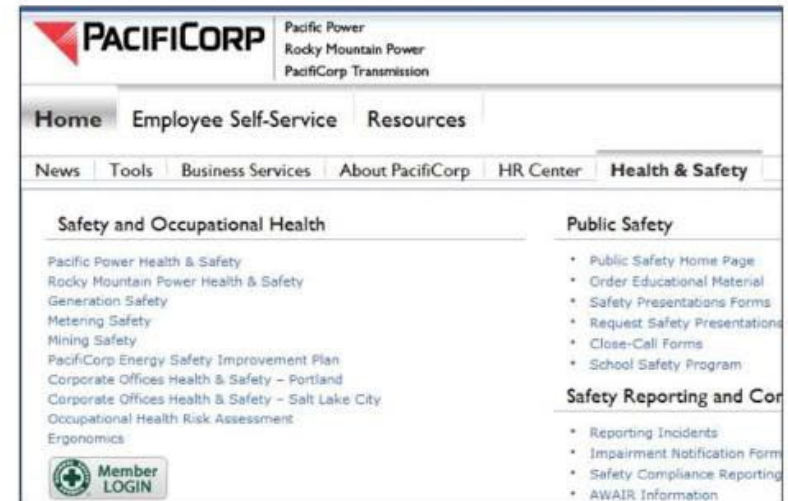 PACIFICORP
Pacific Power
Rocky Mountain Power
PacifiCorp Transmission
Home Employee Self-Service Resources
News Tools Business Services About PacifiCorp HR Center Health & Safety
Safety and Occupational Health
Pacific Power Health & Safety
Rocky Mountain Power Health & Safety
Generation Safety
Metering Safety
Mining Safety
PacifiCorp Energy Safety Improvement Plan
Corporate Offices Health & Safety – Portland
Corporate Offices Health & Safety – Salt Lake City
Occupational Health Risk Assessment
Ergonomics
Member
LOGIN
Public Safety
* Public Safety Home Page
* Order Educational Material
* Safety Presentations Forms
* Request Safety Presentations
* Close-Call Forms
* School Safety Program
Safety Reporting and Cor
* Reporting Incidents
* Impairment Notification Form
* Safety Compliance Reporting
* AWAIR Information